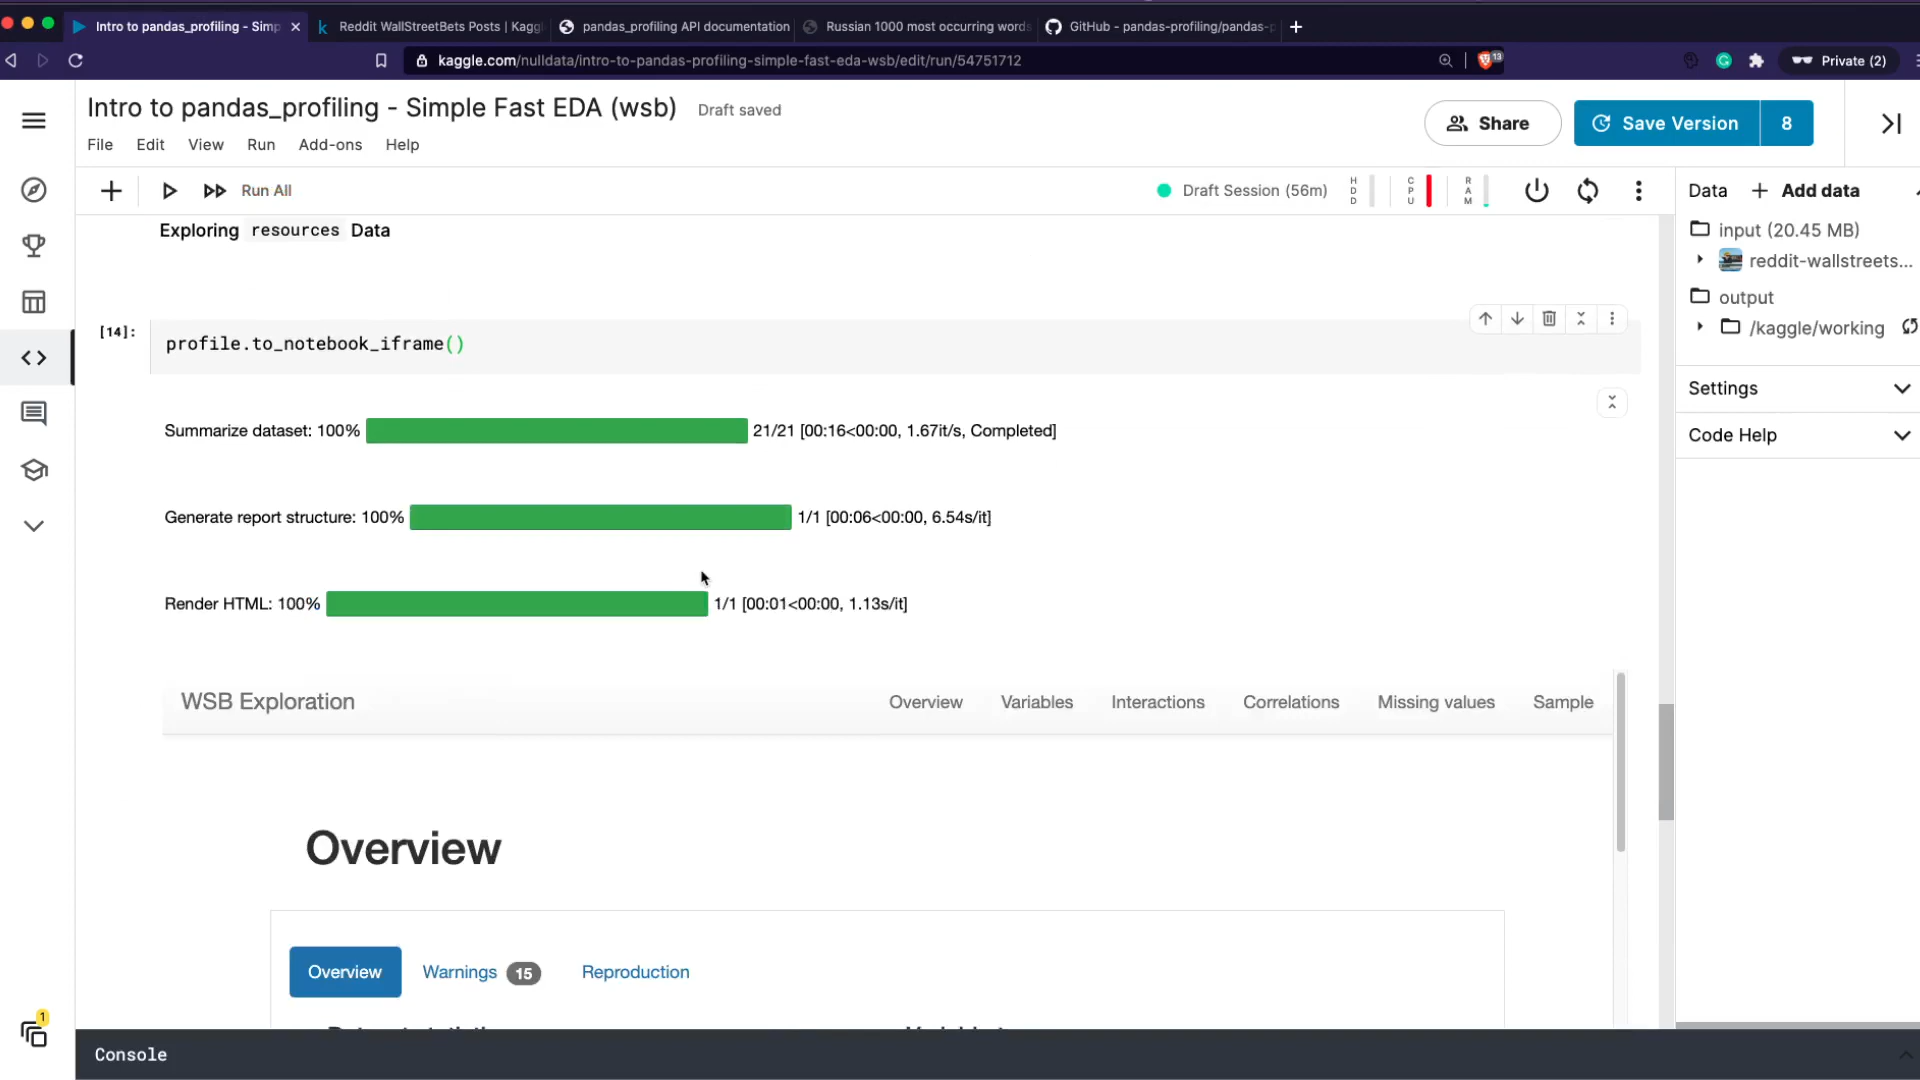 Intro to pandas_profiling - Simp
Reddit WallStreetBets Posts | Kaggl
pandas_profiling API documentation
Russian 1000 most occurring words
GitHub - pandas-profiling/pandas-p
kaggle.com/nulldata/intro-to-pandas-profiling-simple-fast-eda-wsb/edit/run/54751712
13
Private (2)
Intro to pandas_profiling - Simple Fast EDA (wsb)
Draft saved
Share
Save Version
8
File Edit View Run Add-ons Help
Run All
Draft Session (56m)
HDD
CPU
RAM
Data
+ Add data
Exploring resources Data
input (20.45 MB)
reddit-wallstreets...
output
/kaggle/working
Settings
Code Help
[14]:
profile.to_notebook_iframe()
Summarize dataset: 100% 21/21 [00:16<00:00, 1.67it/s, Completed]
Generate report structure: 100% 1/1 [00:06<00:00, 6.54s/it]
Render HTML: 100% 1/1 [00:01<00:00, 1.13s/it]
WSB Exploration
Overview Variables Interactions Correlations Missing values Sample
Overview
Overview Warnings 15 Reproduction
1
Console